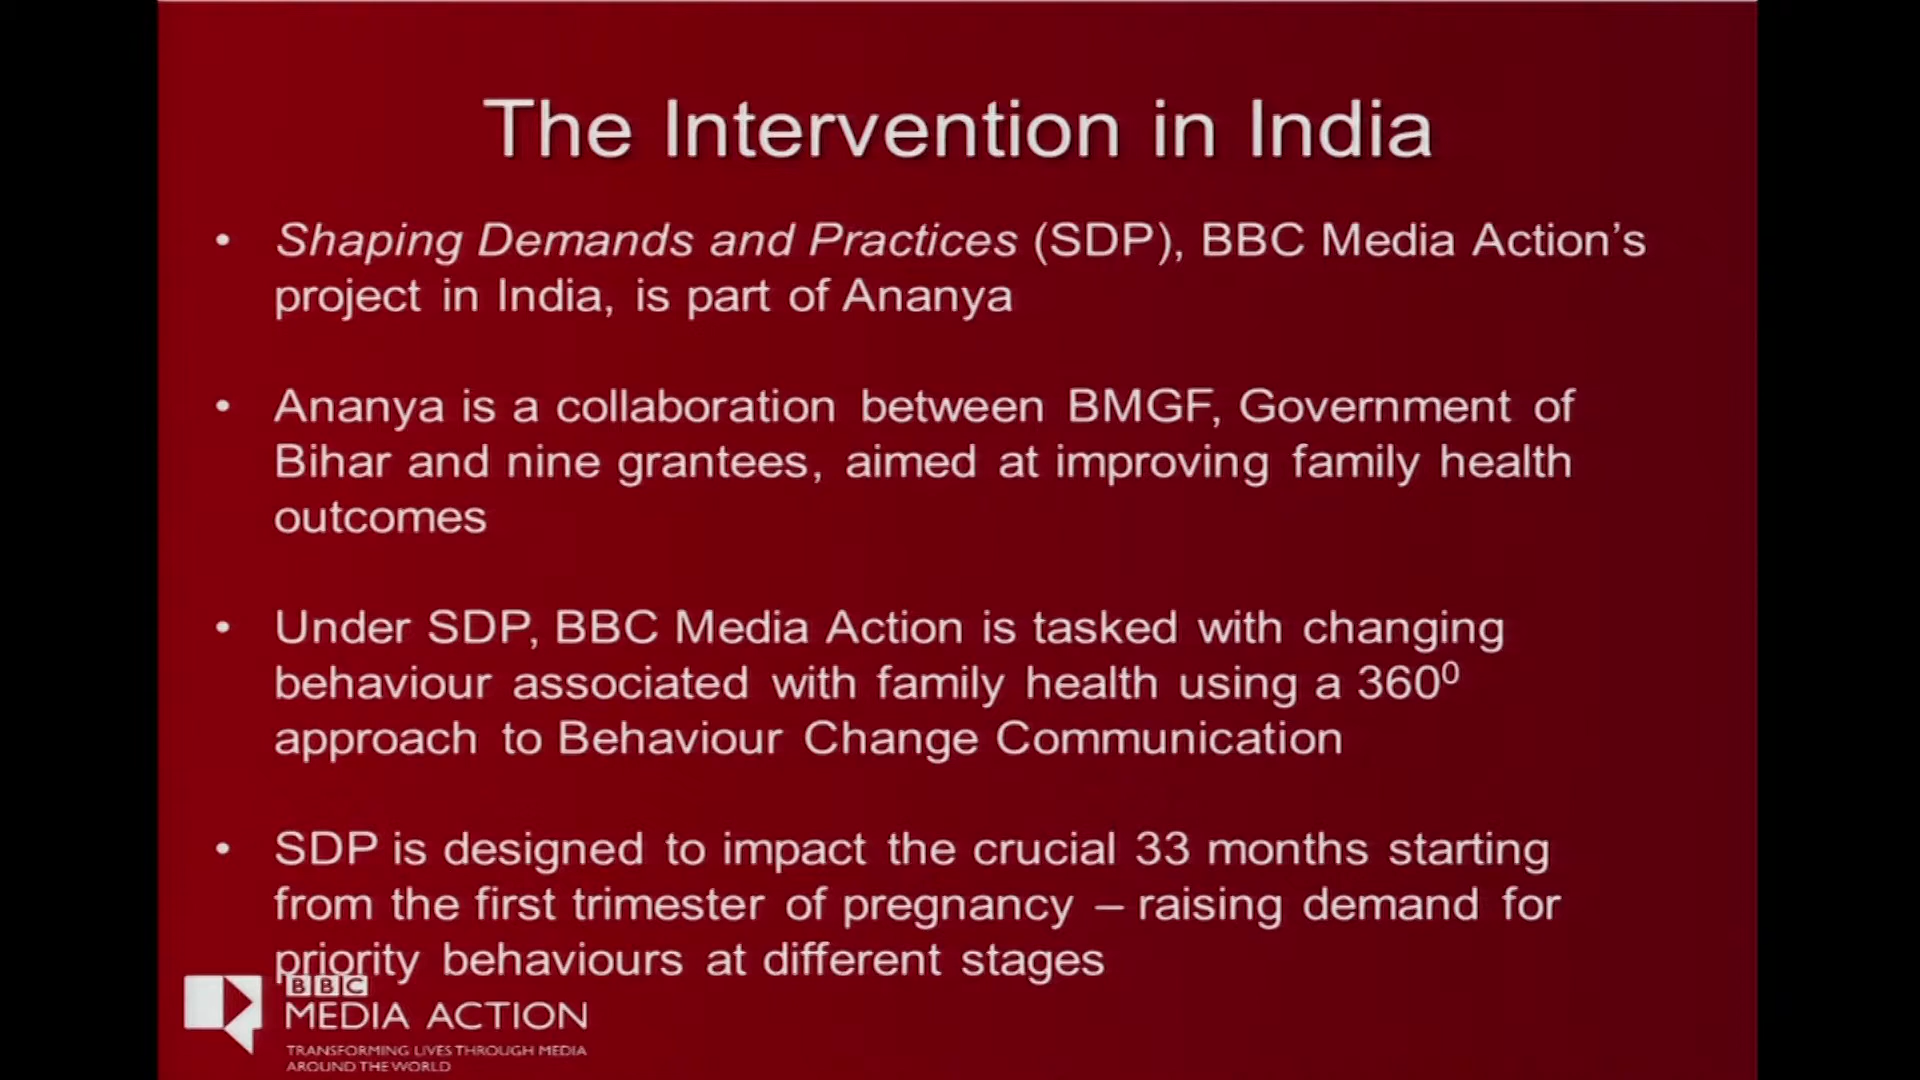 The Intervention in India
• Shaping Demands and Practices (SDP), BBC Media Action’s
project in India, is part of Ananya
• Ananya is a collaboration between BMGF, Government of
Bihar and nine grantees, aimed at improving family health
outcomes
• Under SDP, BBC Media Action is tasked with changing
behaviour associated with family health using a 360⁰
approach to Behaviour Change Communication
• SDP is designed to impact the crucial 33 months starting
from the first trimester of pregnancy – raising demand for
priority behaviours at different stages
BBC
MEDIA ACTION
TRANSFORMING LIVES THROUGH MEDIA
AROUND THE WORLD